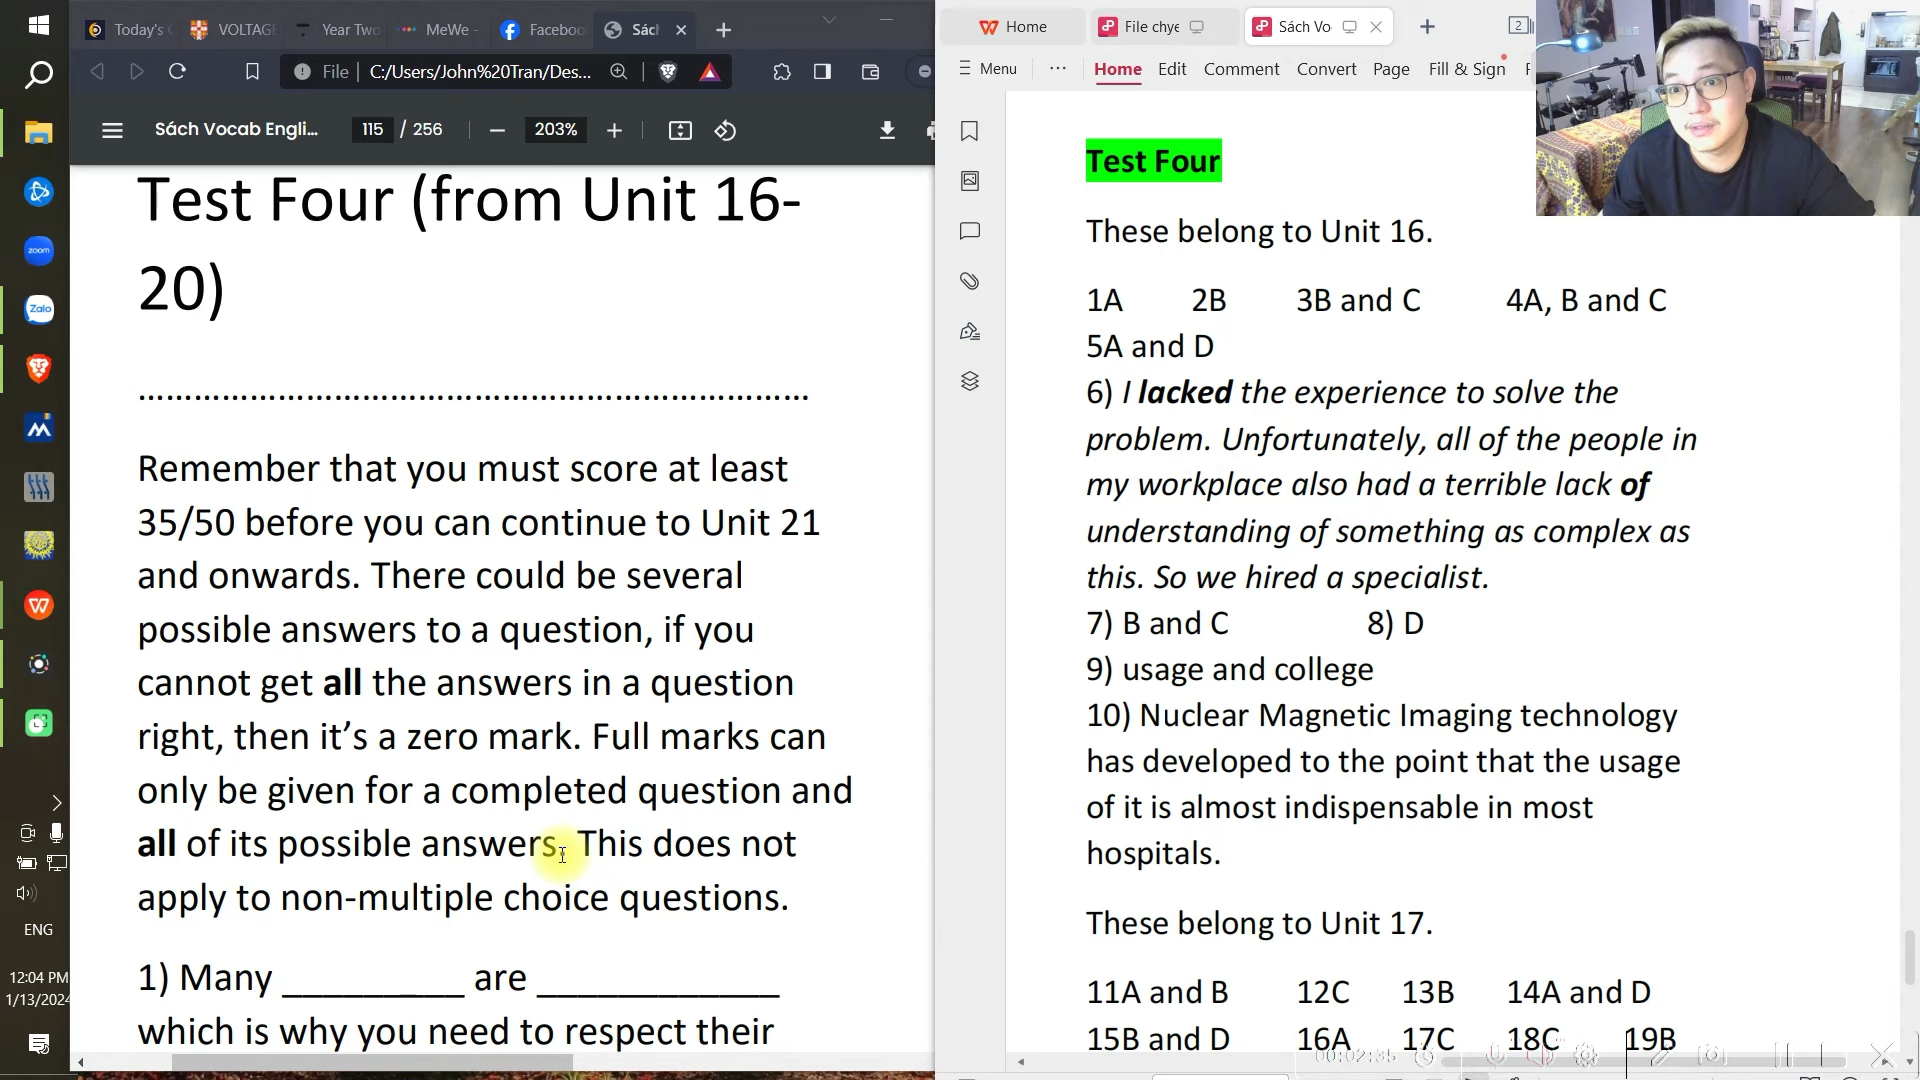 Today's
VOLTAG
Year Two
MeWe -
Faceboo
Sácl
File
C:/Users/John%20Tran/Des...
Sách Vocab Engli...
115 / 256
203%
Test Four (from Unit 16-
20)
Remember that you must score at least
35/50 before you can continue to Unit 21
and onwards. There could be several
possible answers to a question, if you
cannot get all the answers in a question
right, then it’s a zero mark. Full marks can
only be given for a completed question and
all of its possible answers. This does not
apply to non-multiple choice questions.
1) Many __________ are ____________
which is why you need to respect their
zoom
Zalo
ENG
12:04 PM
1/13/2024
Home
File chye
Sách Vo
2
Menu
Home
Edit
Comment
Convert
Page
Fill & Sign
Test Four
These belong to Unit 16.
1A 2B 3B and C 4A, B and C
5A and D
6) I lacked the experience to solve the
problem. Unfortunately, all of the people in
my workplace also had a terrible lack of
understanding of something as complex as
this. So we hired a specialist.
7) B and C 8) D
9) usage and college
10) Nuclear Magnetic Imaging technology
has developed to the point that the usage
of it is almost indispensable in most
hospitals.
These belong to Unit 17.
11A and B 12C 13B 14A and D
15B and D 16A 17C 18C 19B
00:02:35